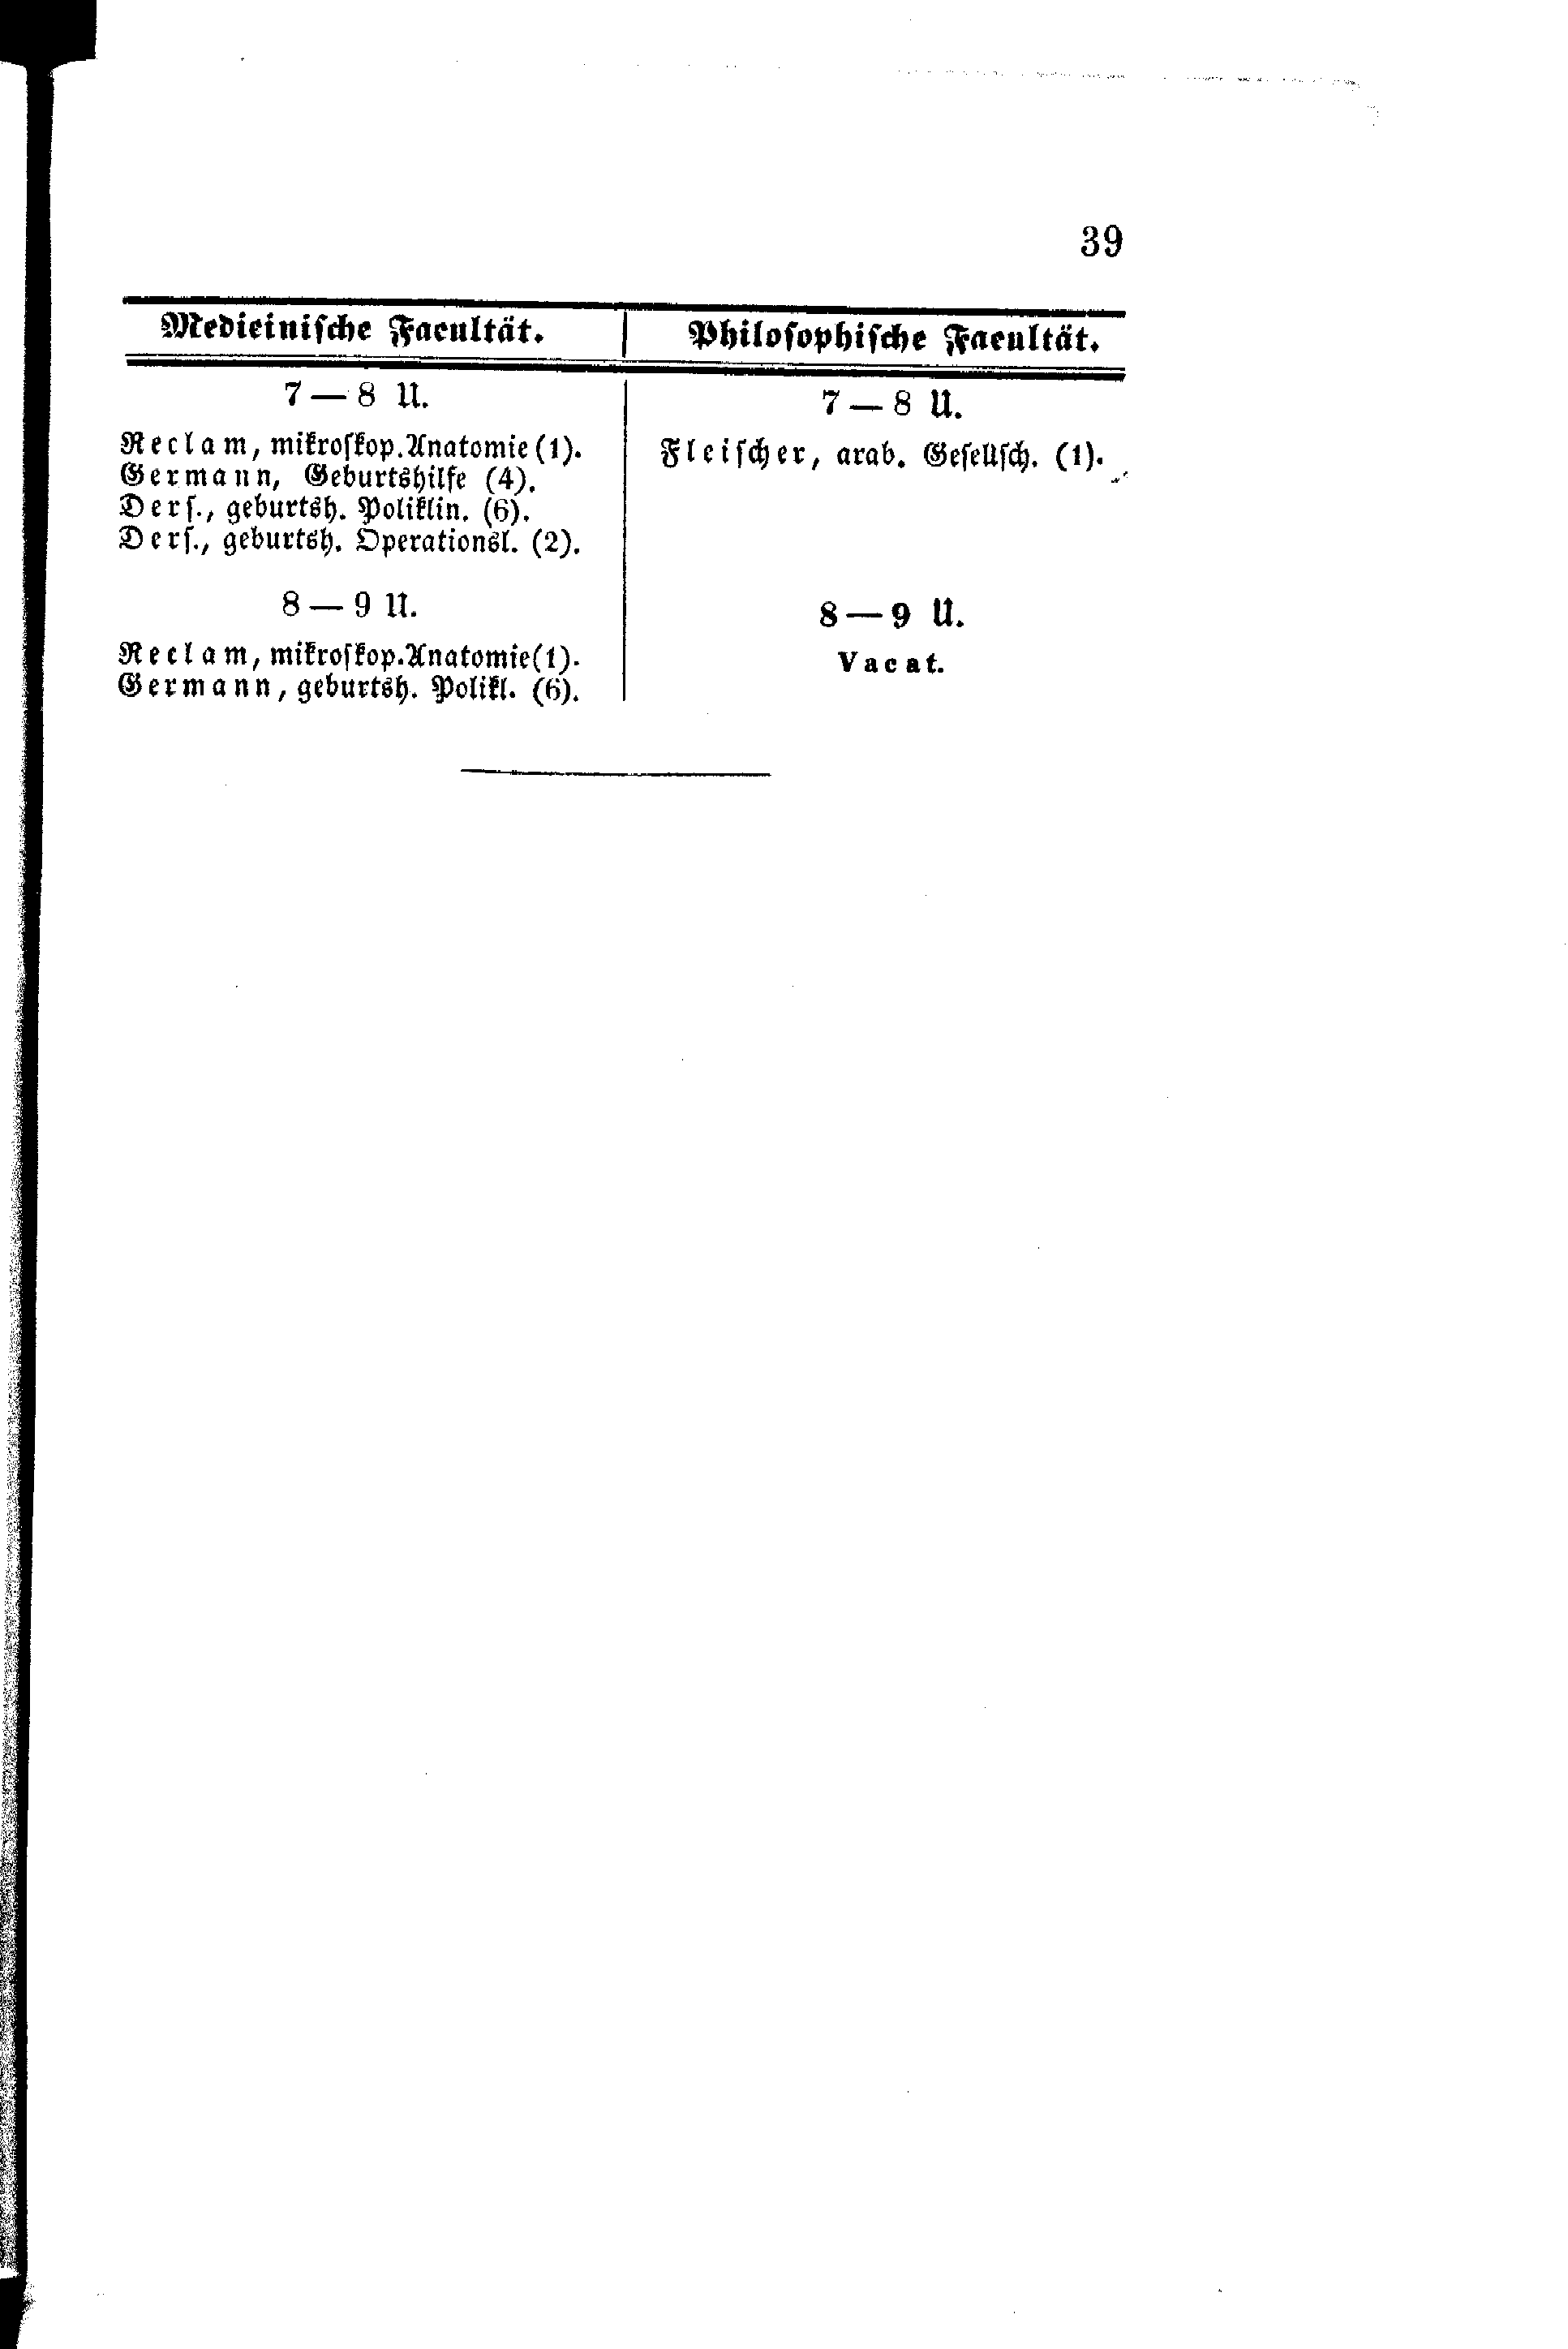 39
Medicinische Facultät.
7 — 8 U.
Reclam, mikroskop. Anatomie (1).
Germann, Geburtshilfe (4).
Ders., geburtsh. Poliklin. (6).
Ders., geburtsh. Operationsl. (2).
8 — 9 U.
Reclam, mikroskop. Anatomie (1).
Germann, geburtsh. Polikl. (6).
Philosophische Facultät.
7 — 8 U.
Fleischer, arab. Gesellsch. (1).
8 — 9 U.
Vacat.